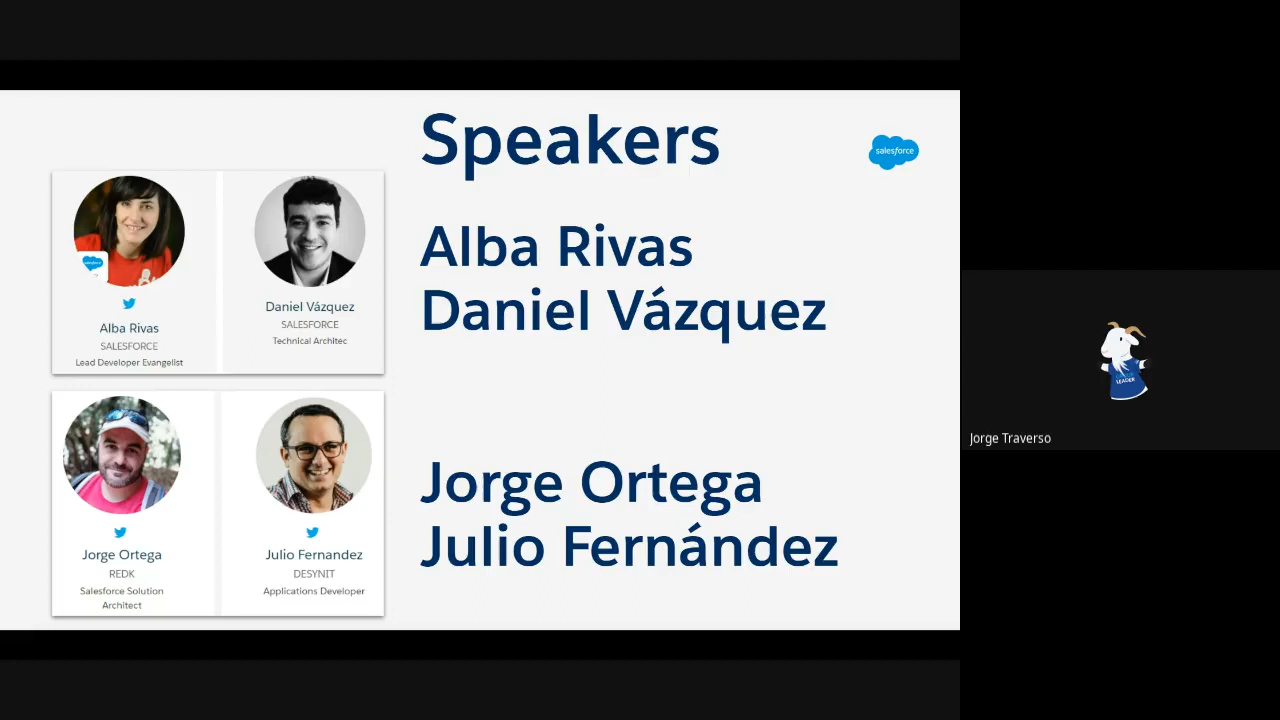 Speakers
salesforce
Alba Rivas
Daniel Vázquez
Alba Rivas
SALESFORCE
Lead Developer Evangelist
Daniel Vázquez
SALESFORCE
Technical Architec
Jorge Ortega
Julio Fernández
Jorge Ortega
REDK
Salesforce Solution
Architect
Julio Fernandez
DESYNIT
Applications Developer
LEADER
Jorge Traverso